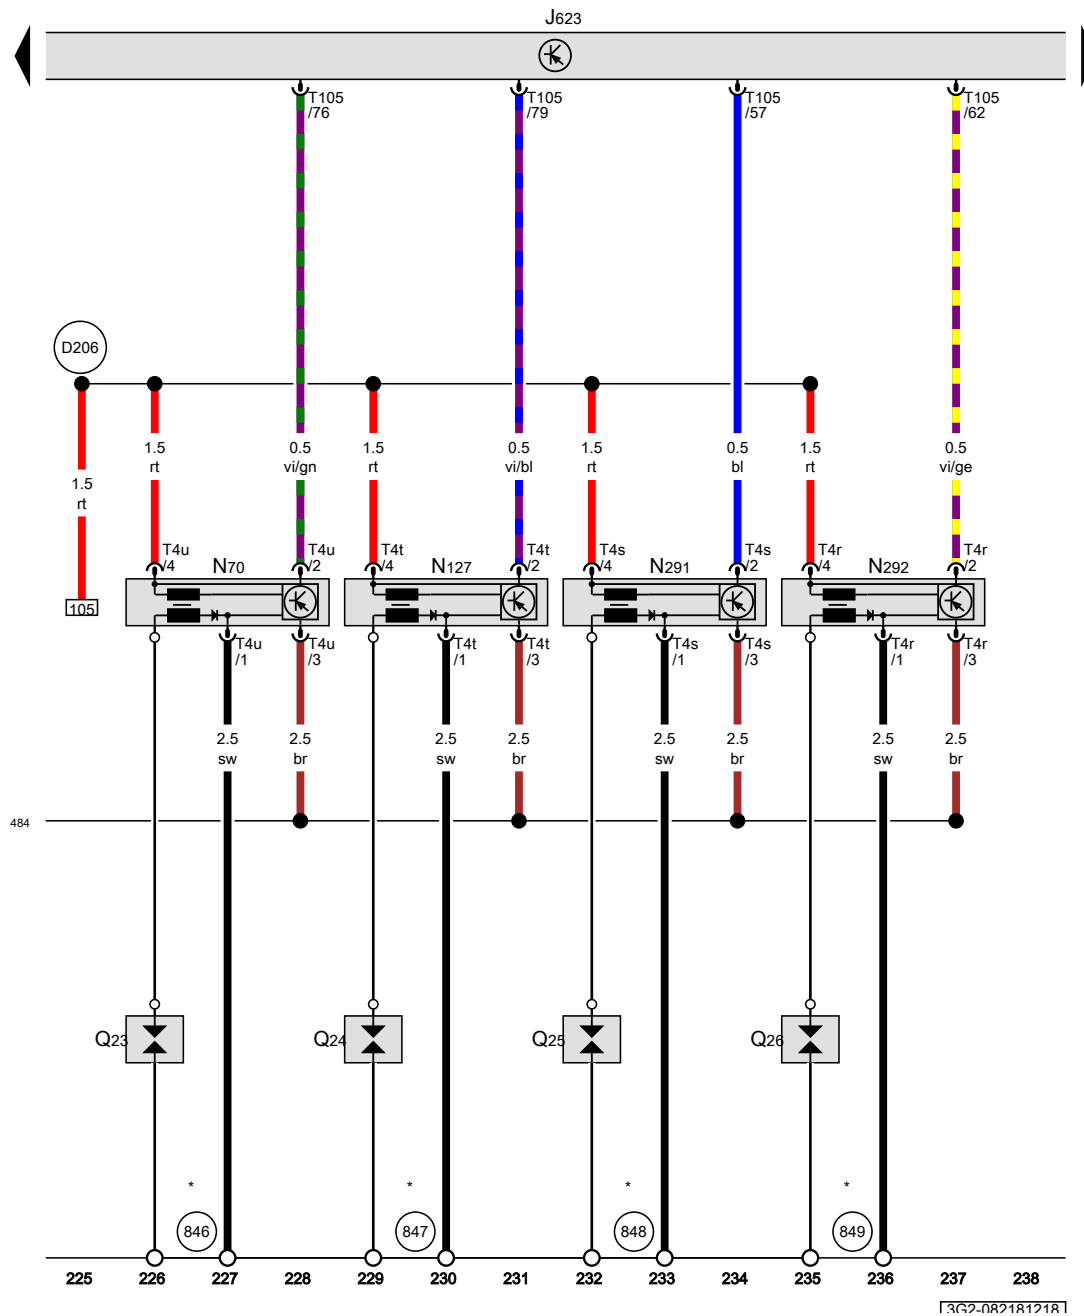 J623
T105 T105 T105 T105
/76 /79 /57 /62
D206
1.5 0.5 1.5 0.5 1.5 0.5 1.5 0.5
rt vi/gn rt vi/bl rt bl rt vi/ge
1.5
rt
T4u T4u T4t T4t T4s T4s T4r T4r
/4 N70 /2 /4 N127 /2 /4 N291 /2 /4 N292 /2
105
T4u T4u T4t T4t T4s T4s T4r T4r
/1 /3 /1 /3 /1 /3 /1 /3
2.5 2.5 2.5 2.5 2.5 2.5 2.5 2.5
sw br sw br sw br sw br
484
Q23 Q24 Q25 Q26
* * * *
846 847 848 849
225 226 227 228 229 230 231 232 233 234 235 236 237 238
3G2-082181218